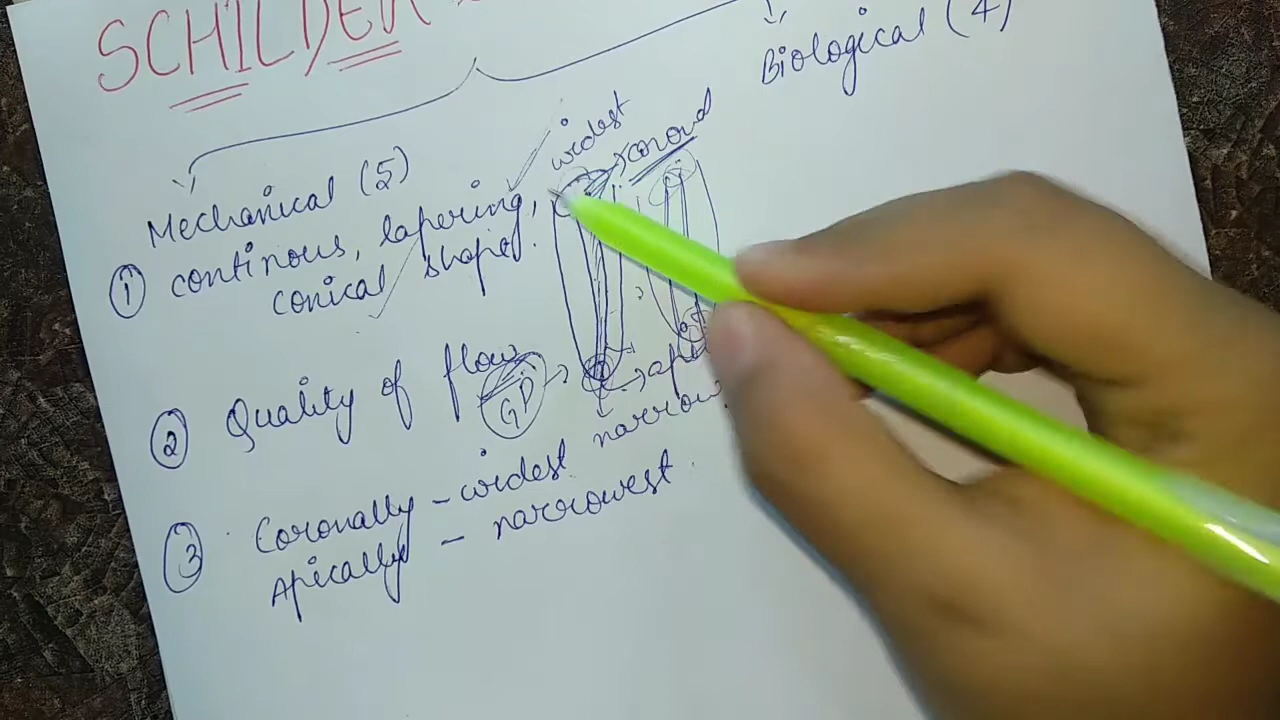 SCHILDER
Biological (4)
Mechanical (5)
① continous, tapering,
conical shape.
widest
coronal
② Quality of flow
GP
narrow
③ Coronally - widest
Apically - narrowest.